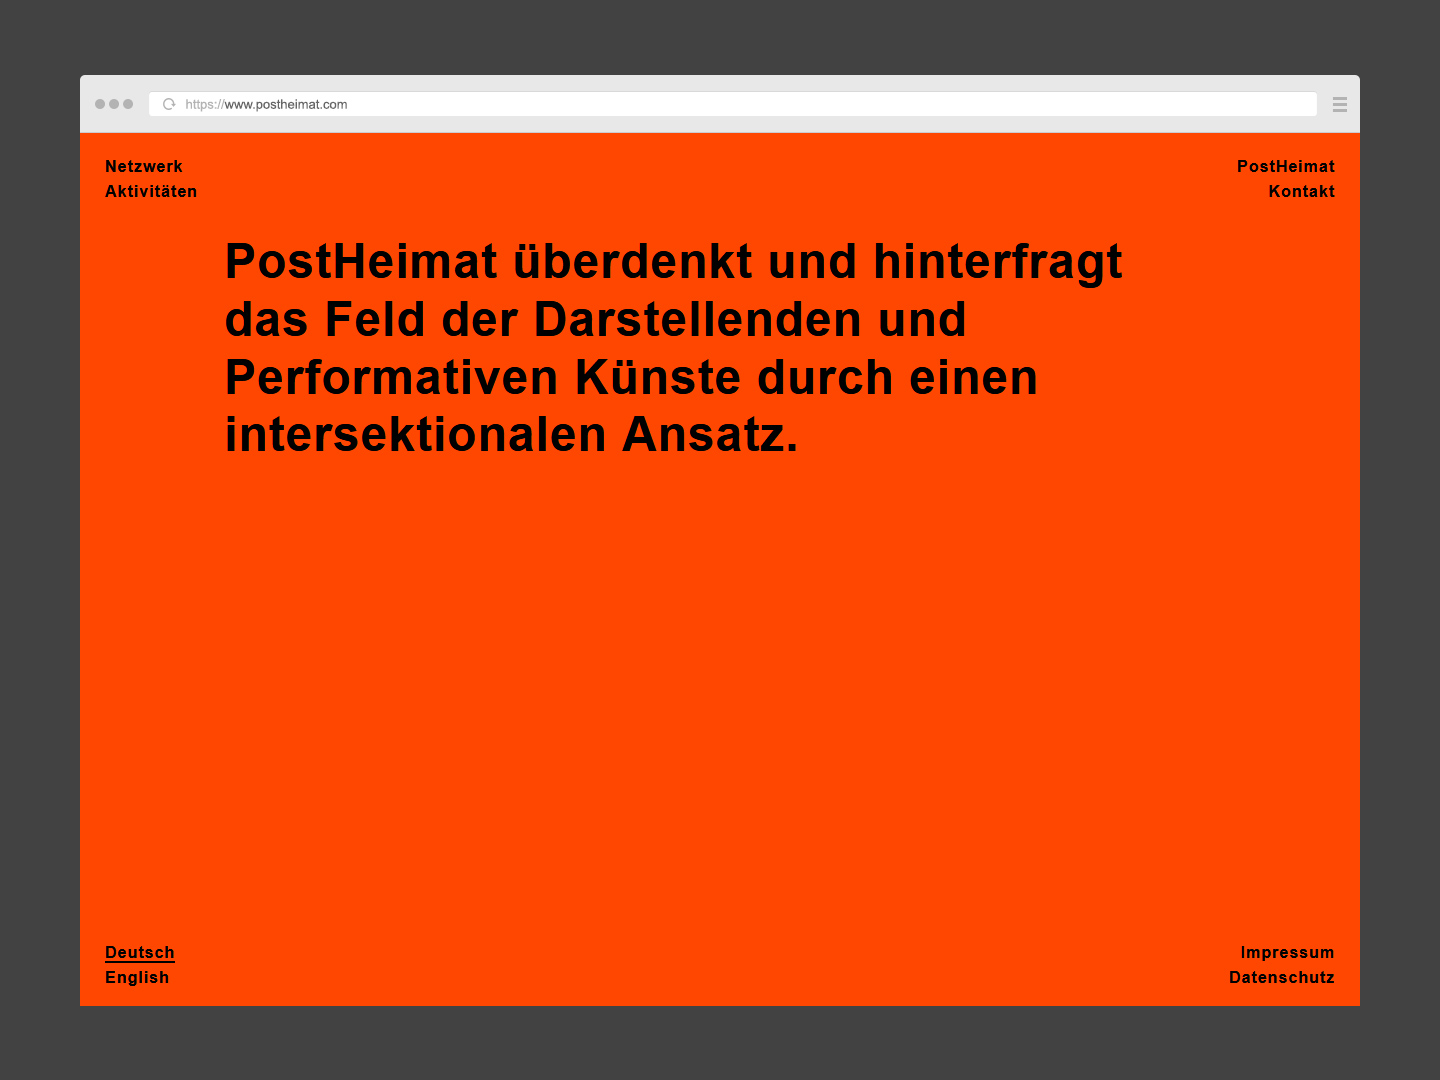 https://www.postheimat.com
Netzwerk
Aktivitäten
PostHeimat
Kontakt
PostHeimat überdenkt und hinterfragt
das Feld der Darstellenden und
Performativen Künste durch einen
intersektionalen Ansatz.
Deutsch
English
Impressum
Datenschutz